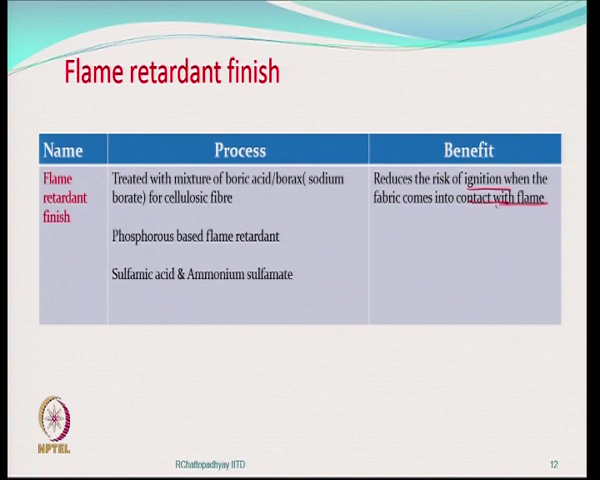 Flame retardant finish
Name
Process
Benefit
Flame
retardant
finish
Treated with mixture of boric acid/borax( sodium
borate) for cellulosic fibre
Phosphorous based flame retardant
Sulfamic acid & Ammonium sulfamate
Reduces the risk of ignition when the
fabric comes into contact with flame
NPTEL
RChattopadhyay IITD
12